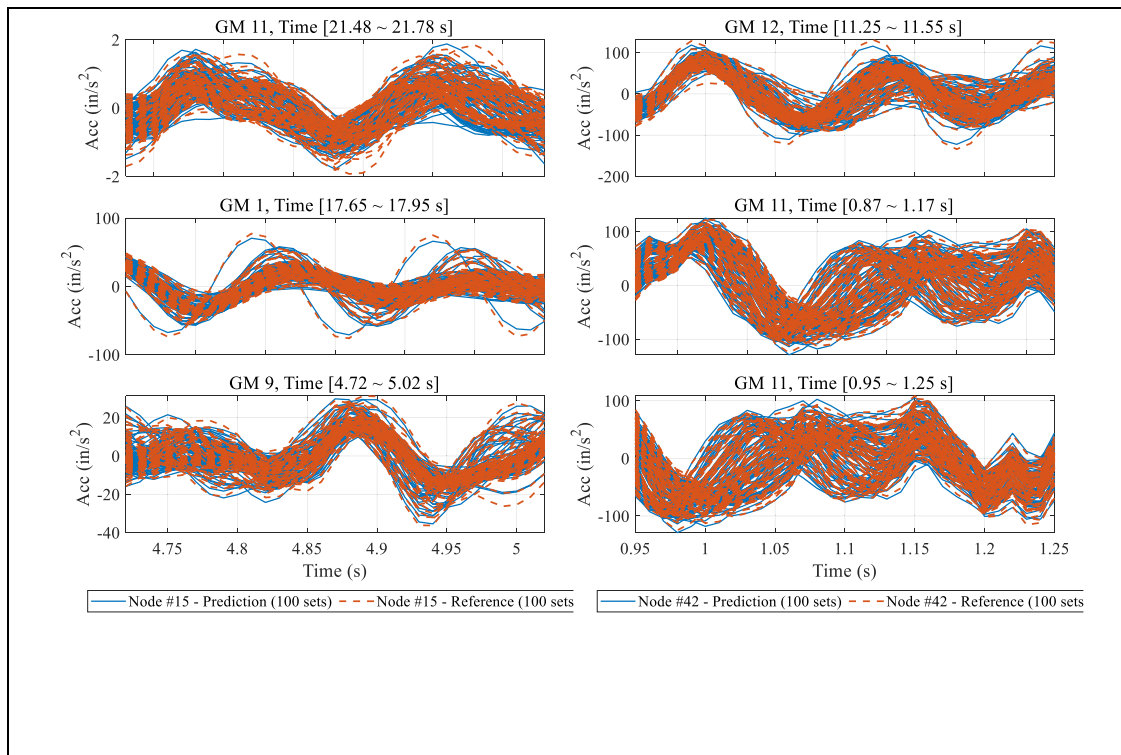 GM 11, Time [21.48 ~ 21.78 s]
2
0
-2
Acc (in/s²)
GM 12, Time [11.25 ~ 11.55 s]
100
0
-100
-200
Acc (in/s²)
GM 1, Time [17.65 ~ 17.95 s]
100
0
-100
Acc (in/s²)
GM 11, Time [0.87 ~ 1.17 s]
100
0
-100
Acc (in/s²)
GM 9, Time [4.72 ~ 5.02 s]
20
0
-20
-40
Acc (in/s²)
4.75 4.8 4.85 4.9 4.95 5
Time (s)
GM 11, Time [0.95 ~ 1.25 s]
100
0
-100
Acc (in/s²)
0.95 1 1.05 1.1 1.15 1.2 1.25
Time (s)
Node #15 - Prediction (100 sets) Node #15 - Reference (100 sets
Node #42 - Prediction (100 sets) Node #42 - Reference (100 sets